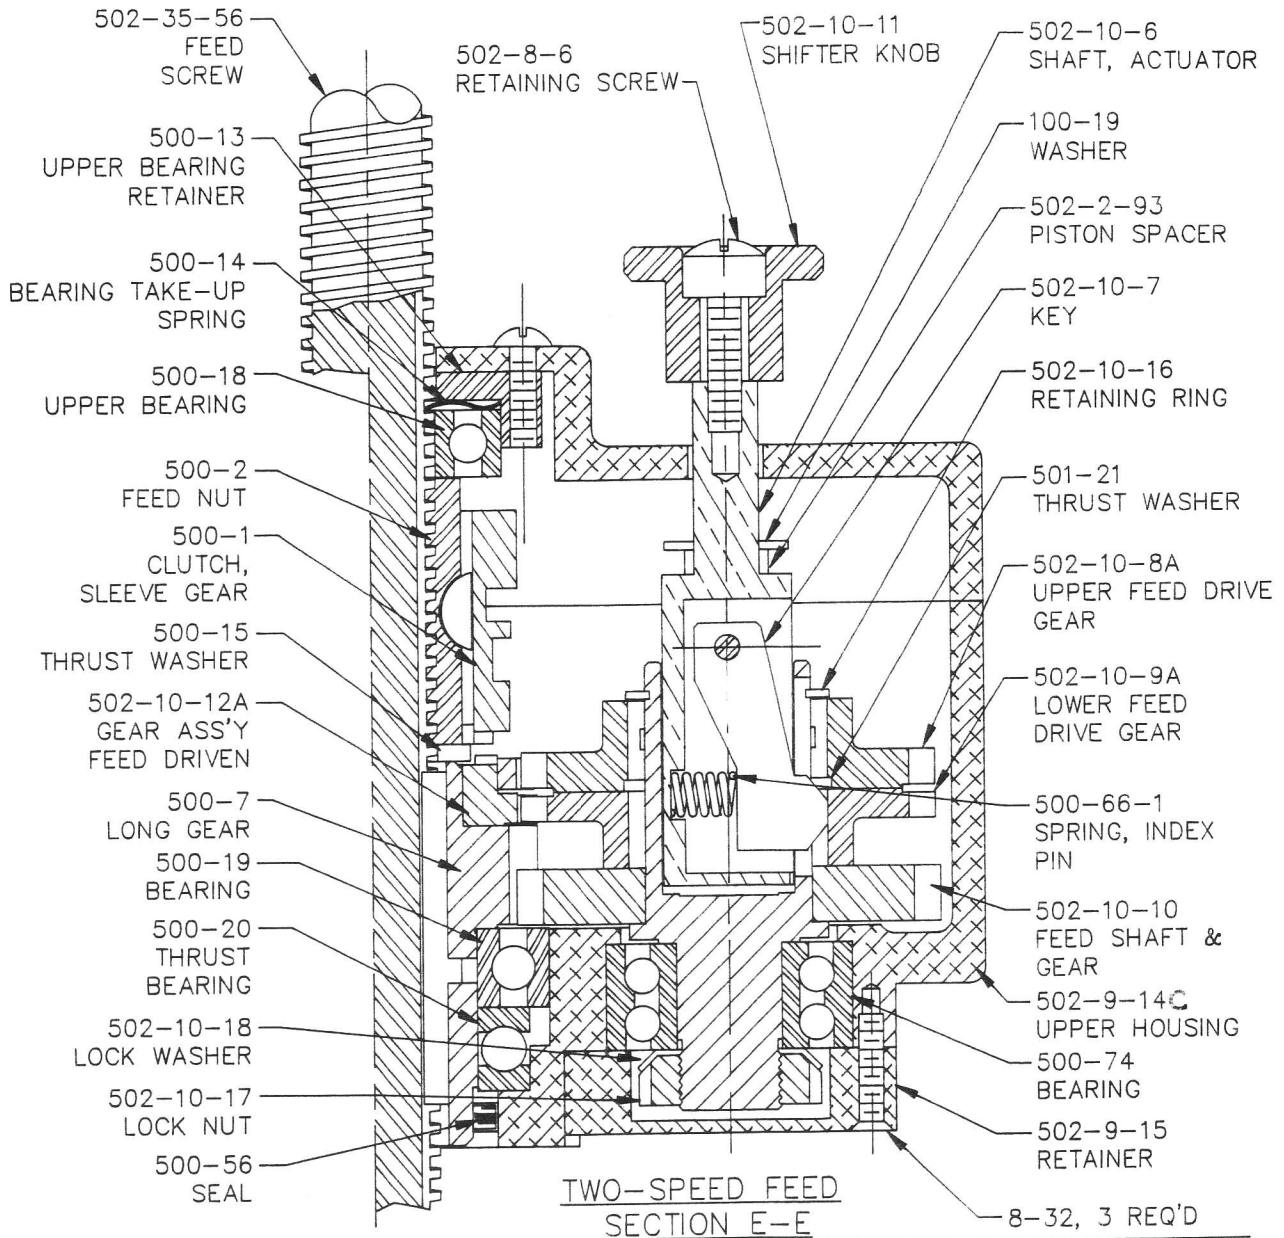 502-35-56
FEED
SCREW
500-13
UPPER BEARING
RETAINER
500-14
BEARING TAKE-UP
SPRING
500-18
UPPER BEARING
500-2
FEED NUT
500-1
CLUTCH,
SLEEVE GEAR
500-15
THRUST WASHER
502-10-12A
GEAR ASS'Y
FEED DRIVEN
500-7
LONG GEAR
500-19
BEARING
500-20
THRUST
BEARING
502-10-18
LOCK WASHER
502-10-17
LOCK NUT
500-56
SEAL
502-8-6
RETAINING SCREW
502-10-11
SHIFTER KNOB
502-10-6
SHAFT, ACTUATOR
100-19
WASHER
502-2-93
PISTON SPACER
502-10-7
KEY
502-10-16
RETAINING RING
501-21
THRUST WASHER
502-10-8A
UPPER FEED DRIVE
GEAR
502-10-9A
LOWER FEED
DRIVE GEAR
500-66-1
SPRING, INDEX
PIN
502-10-10
FEED SHAFT &
GEAR
502-9-14C
UPPER HOUSING
500-74
BEARING
502-9-15
RETAINER
8-32, 3 REQ'D
TWO-SPEED FEED
SECTION E-E